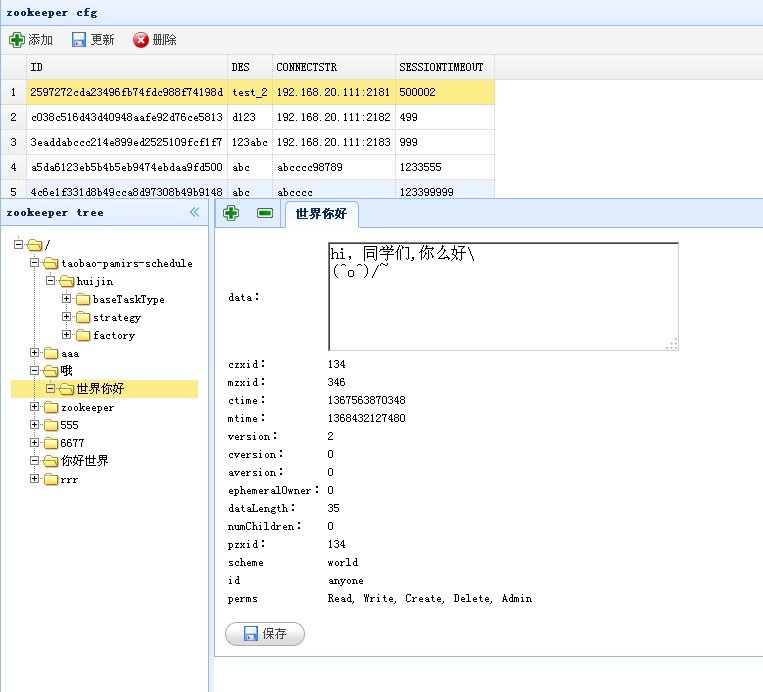 zookeeper cfg
添加 更新 删除
ID DES CONNECTSTR SESSIONTIMEOUT
1 2597272cda23496fb74fdc988f74198d test_2 192.168.20.111:2181 500002
2 c038c516d43d40948aafe92d76ce5813 d123 192.168.20.111:2182 499
3 3eaddabccc214e899ed2525109fcf1f7 123abc 192.168.20.111:2183 999
4 a5da6123eb5b4b5eb9474ebdaa9fd500 abc abcccc98789 1233555
5 4c6e1f331d8b49cca8d97308b49b9148 abc abcccc 123399999
zookeeper tree
/
taobao-pamirs-schedule
huijin
baseTaskType
strategy
factory
aaa
哦
世界你好
zookeeper
555
6677
你好世界
rrr
世界你好
data:
hi, 同学们,你么好\
(^o^)/~
czxid: 134
mzxid: 346
ctime: 1367563870348
mtime: 1368432127480
version: 2
cversion: 0
aversion: 0
ephemeralOwner: 0
dataLength: 35
numChildren: 0
pzxid: 134
scheme world
id anyone
perms Read, Write, Create, Delete, Admin
保存